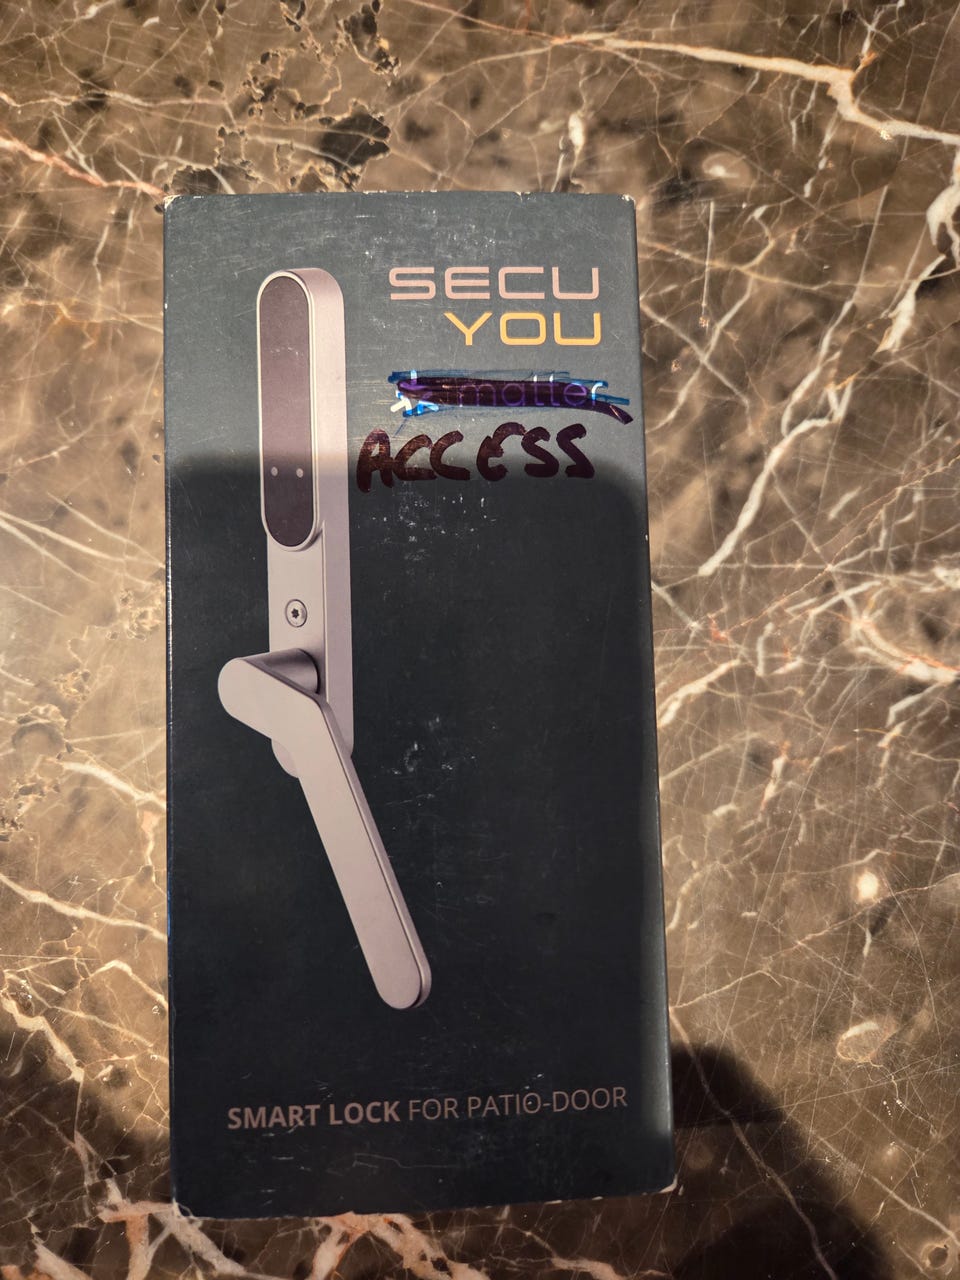 SECU
YOU
matter
ACCESS
SMART LOCK FOR PATIO-DOOR